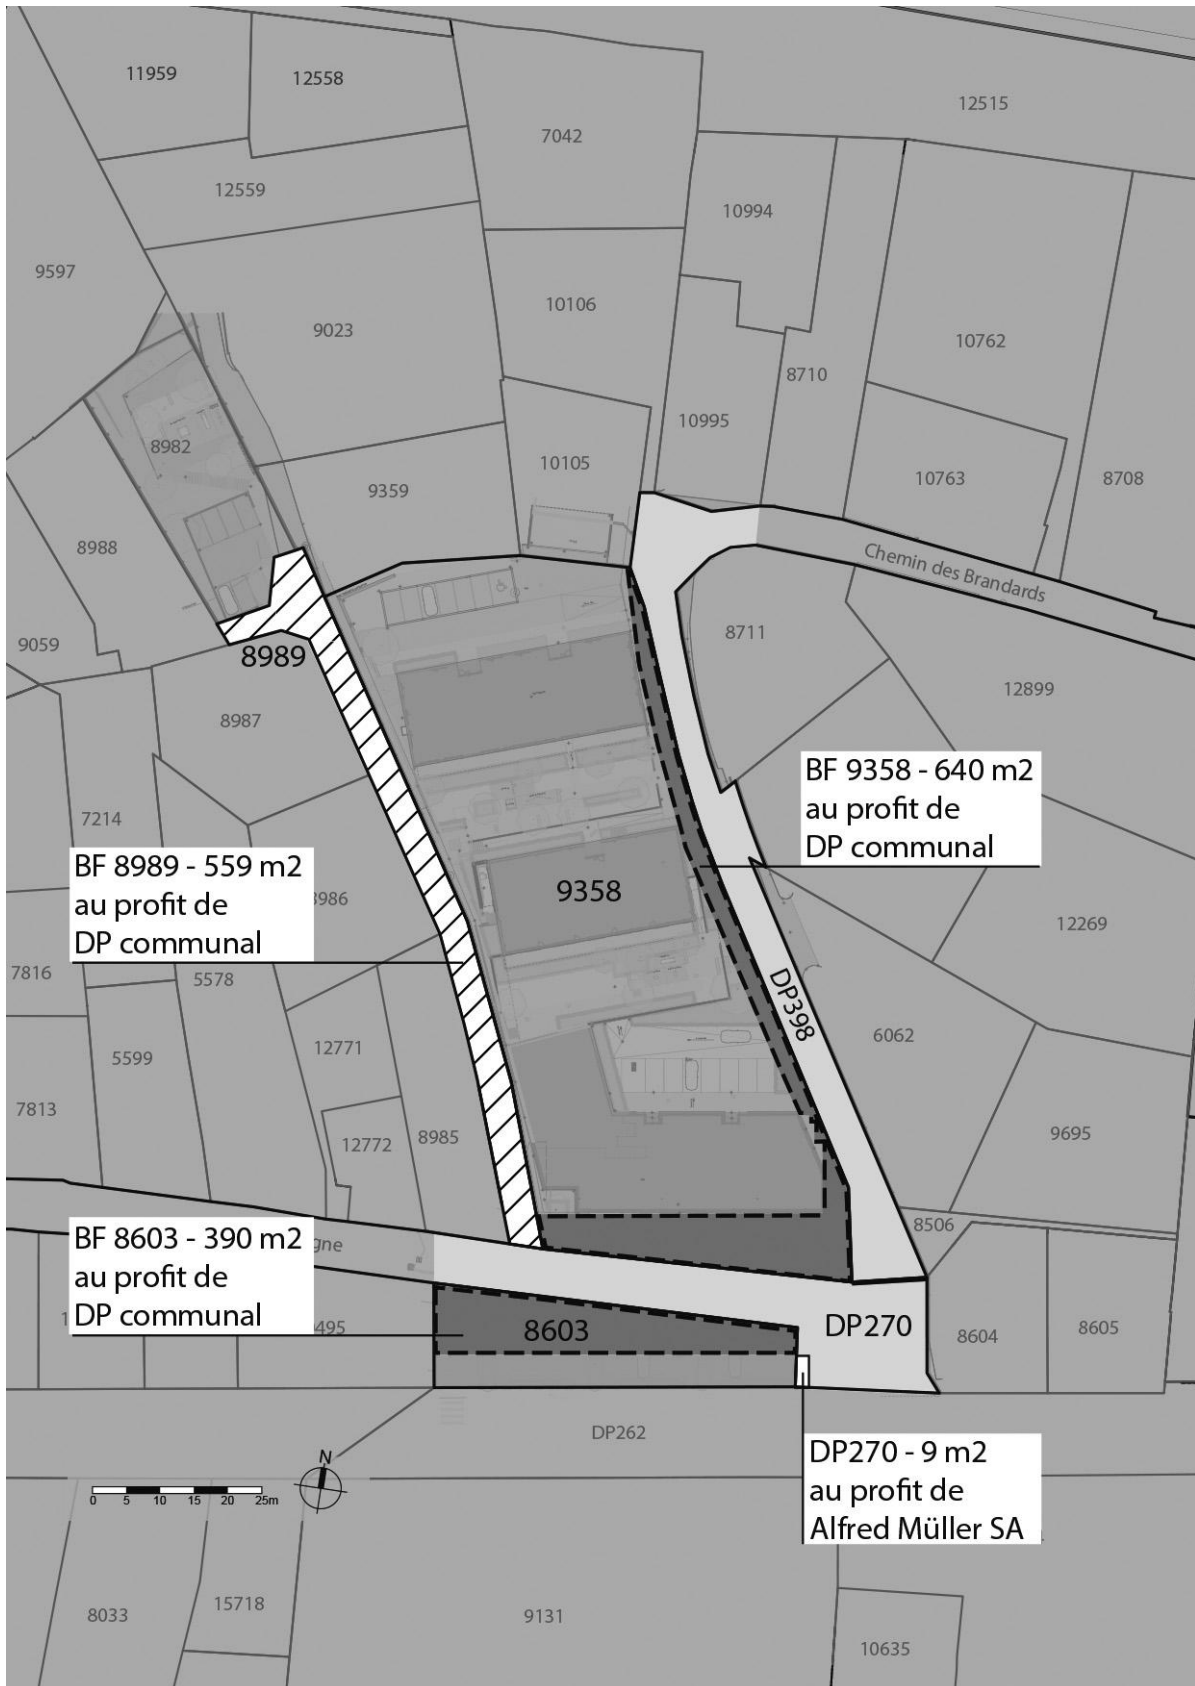 11959
12558
12515
7042
12559
10994
9597
10106
9023
10762
8710
10995
8982
10105
10763
8708
9359
8988
Chemin des Brandards
8711
9059
8989
12899
8987
BF 9358 - 640 m2
au profit de
DP communal
7214
BF 8989 - 559 m2
au profit de
DP communal
8986
9358
12269
7816
5578
DP398
6062
12771
5599
7813
12772
8985
9695
8506
BF 8603 - 390 m2
au profit de
DP communal
gne
495
8603
DP270
8604
8605
DP262
N
0 5 10 15 20 25m
DP270 - 9 m2
au profit de
Alfred Müller SA
8033
15718
9131
10635